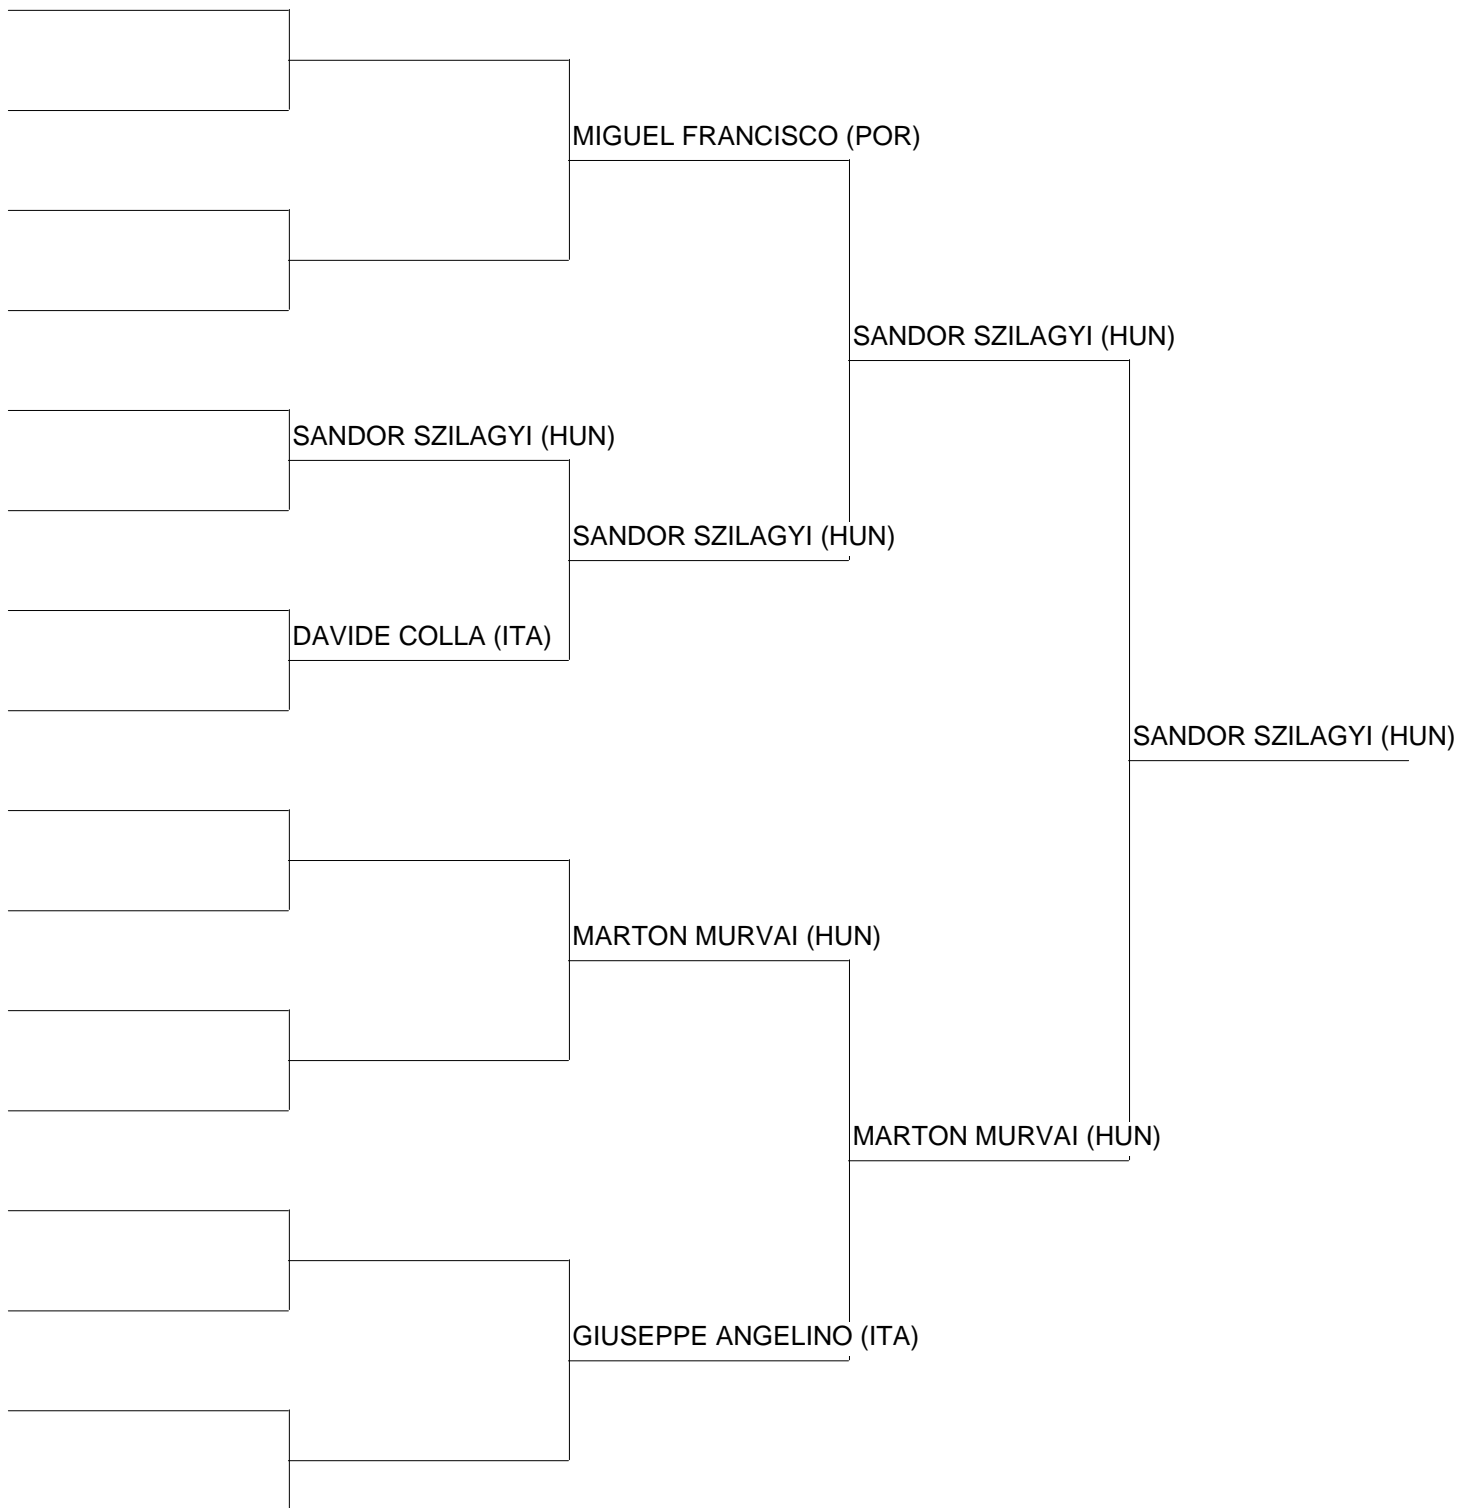 MIGUEL FRANCISCO (POR)
SANDOR SZILAGYI (HUN)
SANDOR SZILAGYI (HUN)
SANDOR SZILAGYI (HUN)
DAVIDE COLLA (ITA)
SANDOR SZILAGYI (HUN)
MARTON MURVAI (HUN)
MARTON MURVAI (HUN)
GIUSEPPE ANGELINO (ITA)